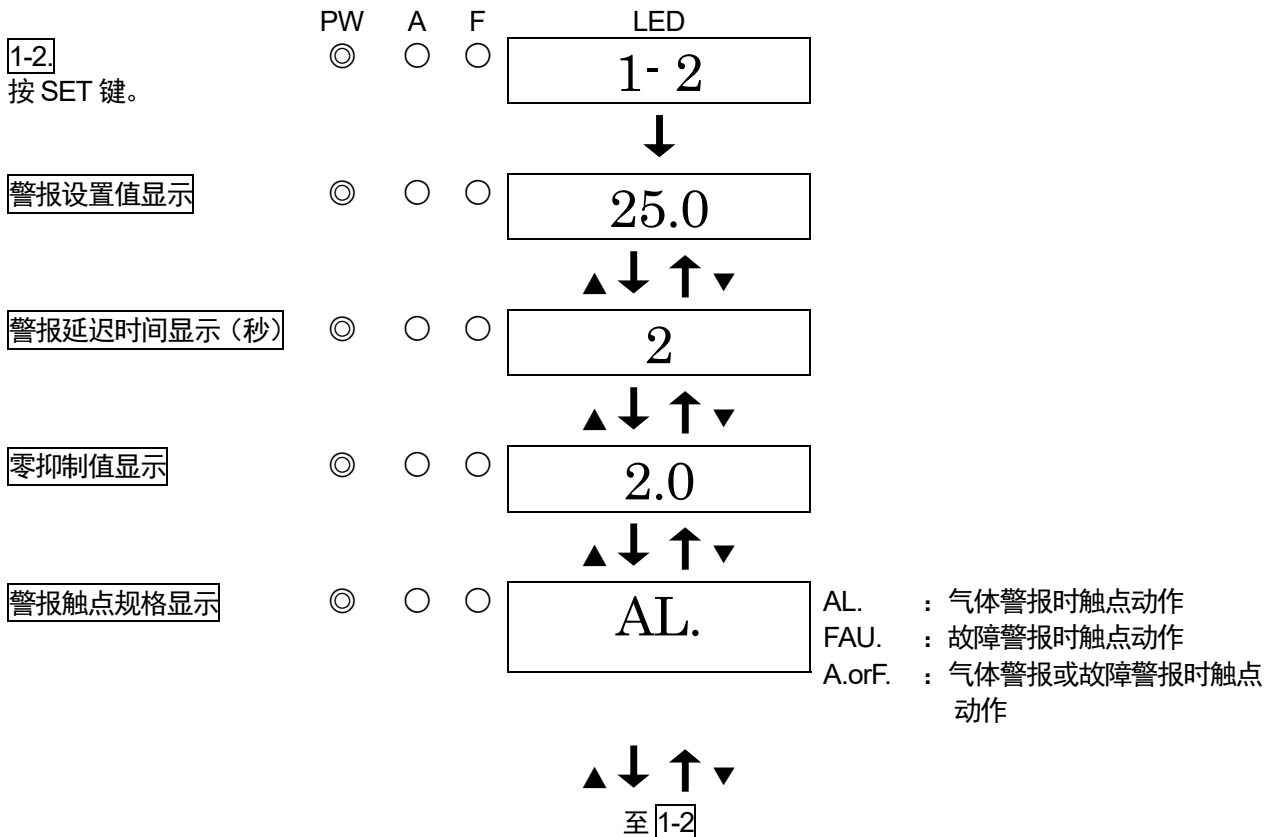 PW A F LED
1-2. ◎ ○ ○ 1- 2
按 SET 键。
↓
警报设置值显示 ◎ ○ ○ 25.0
▲ ↓ ↑ ▼
警报延迟时间显示（秒） ◎ ○ ○ 2
▲ ↓ ↑ ▼
零抑制值显示 ◎ ○ ○ 2.0
▲ ↓ ↑ ▼
警报触点规格显示 ◎ ○ ○ AL. AL. ：气体警报时触点动作
FAU. ：故障警报时触点动作
A.orF. ：气体警报或故障警报时触点
动作
▲ ↓ ↑ ▼
至 1-2